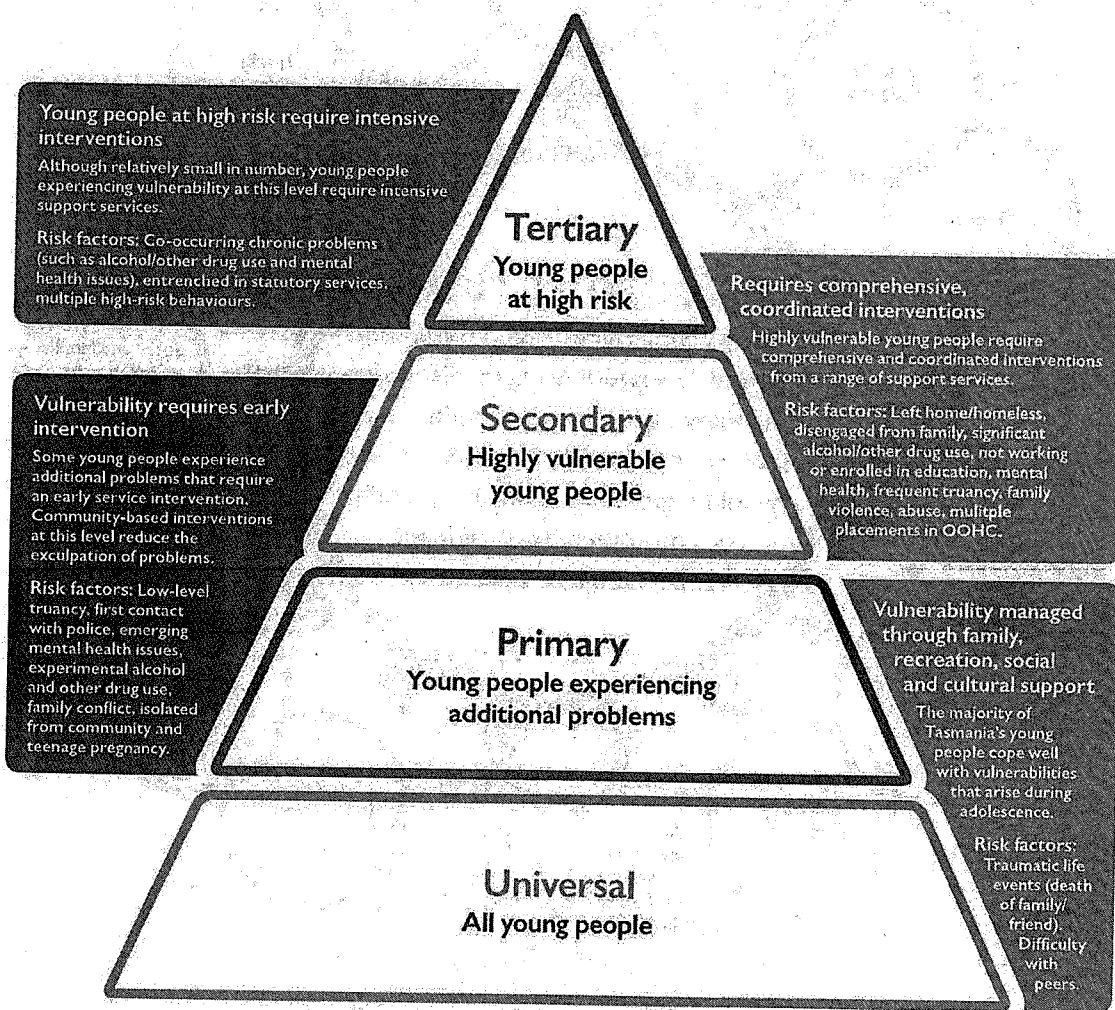 Young people at high risk require intensive
interventions
Although relatively small in number, young people
experiencing vulnerability at this level require intensive
support services.
Risk factors: Co-occurring chronic problems
(such as alcohol/other drug use and mental
health issues), entrenched in statutory services,
multiple high-risk behaviours.
Tertiary
Young people
at high risk
Requires comprehensive,
coordinated interventions
Highly vulnerable young people require
comprehensive and coordinated interventions
from a range of support services.
Risk factors: Left home/homeless,
disengaged from family, significant
alcohol/other drug use, not working
or enrolled in education, mental
health, frequent truancy, family
violence, abuse, mulitple
placements in OOHC.
Secondary
Highly vulnerable
young people
Vulnerability requires early
intervention
Some young people experience
additional problems that require
an early service intervention.
Community-based interventions
at this level reduce the
exculpation of problems.
Risk factors: Low-level
truancy, first contact
with police, emerging
mental health issues,
experimental alcohol
and other drug use,
family conflict, isolated
from community and
teenage pregnancy.
Primary
Young people experiencing
additional problems
Vulnerability managed
through family,
recreation, social
and cultural support
The majority of
Tasmania's young
people cope well
with vulnerabilities
that arise during
adolescence.
Risk factors:
Traumatic life
events (death
of family/
friend).
Difficulty
with
peers.
Universal
All young people